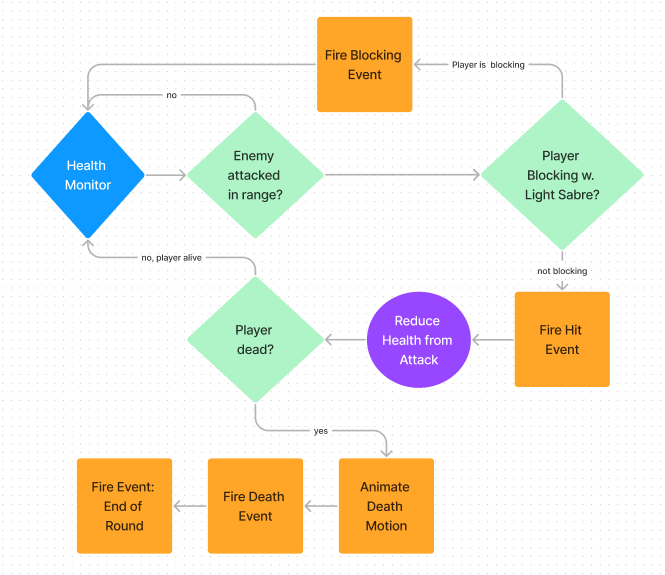 Fire Blocking
Event
Player is  blocking
no
Health
Monitor
Enemy
attacked
in range?
Player
Blocking w.
Light Sabre?
no, player alive
not blocking
Player
dead?
Reduce
Health from
Attack
Fire Hit
Event
yes
Fire Event:
End of
Round
Fire Death
Event
Animate
Death
Motion